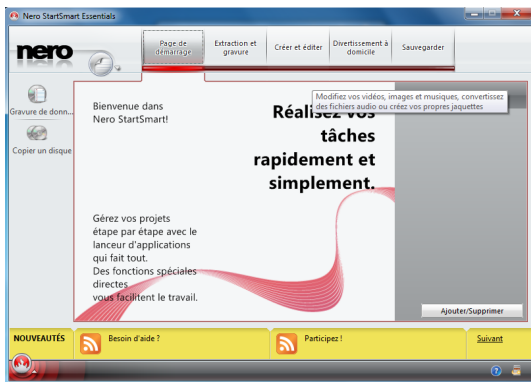 Nero StartSmart Essentials
nero
Page de
démarrage
Extraction et
gravure
Créer et éditer
Divertissement à
domicile
Sauvegarder
Gravure de donn...
Copier un disque
Bienvenue dans
Nero StartSmart!
Modifiez vos vidéos, images et musiques, convertissez
des fichiers audio ou créez vos propres jaquettes
Réalisez vos
tâches
rapidement et
simplement.
Gérez vos projets
étape par étape avec le
lanceur d'applications
qui fait tout.
Des fonctions spéciales
directes
vous facilitent le travail.
Ajouter/Supprimer
NOUVEAUTÉS
Besoin d'aide ?
Participez !
Suivant